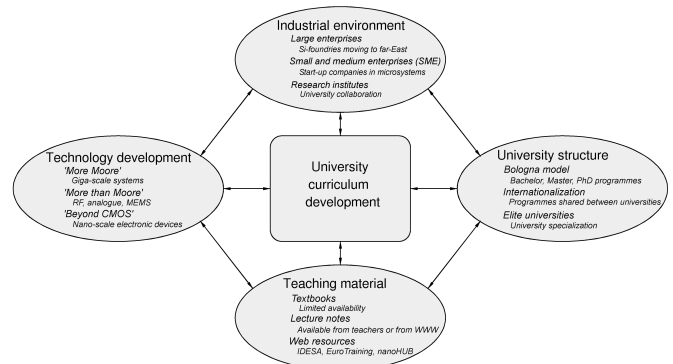 Industrial environment
Large enterprises
Si-foundries moving to far-East
Small and medium enterprises (SME)
Start-up companies in microsystems
Research institutes
University collaboration
Technology development
'More Moore'
Giga-scale systems
'More than Moore'
RF, analogue, MEMS
'Beyond CMOS'
Nano-scale electronic devices
University
curriculum
development
University structure
Bologna model
Bachelor, Master, PhD programmes
Internationalization
Programmes shared between universities
Elite universities
University specialization
Teaching material
Textbooks
Limited availability
Lecture notes
Available from teachers or from WWW
Web resources
IDESA, EuroTraining, nanoHUB